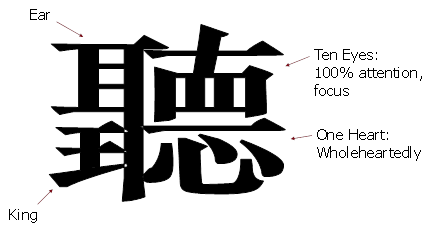 Ear
聽
Ten Eyes:
100% attention,
focus
One Heart:
Wholeheartedly
King